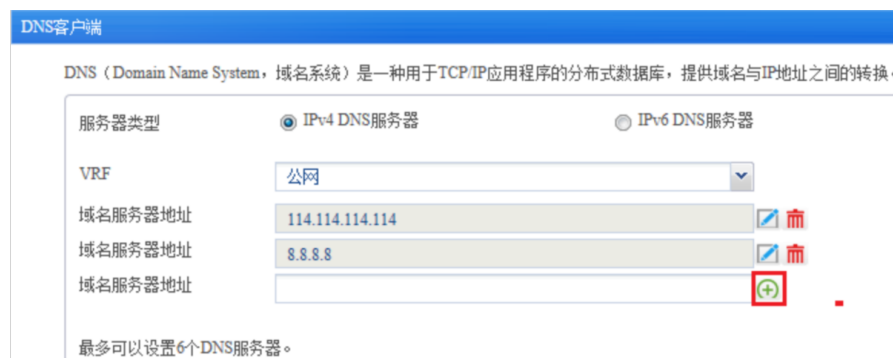 DNS客户端
DNS（Domain Name System，域名系统）是一种用于TCP/IP应用程序的分布式数据库，提供域名与IP地址之间的转换。
服务器类型 IPv4 DNS服务器 IPv6 DNS服务器
VRF 公网
域名服务器地址 114.114.114.114
域名服务器地址 8.8.8.8
域名服务器地址
最多可以设置6个DNS服务器。